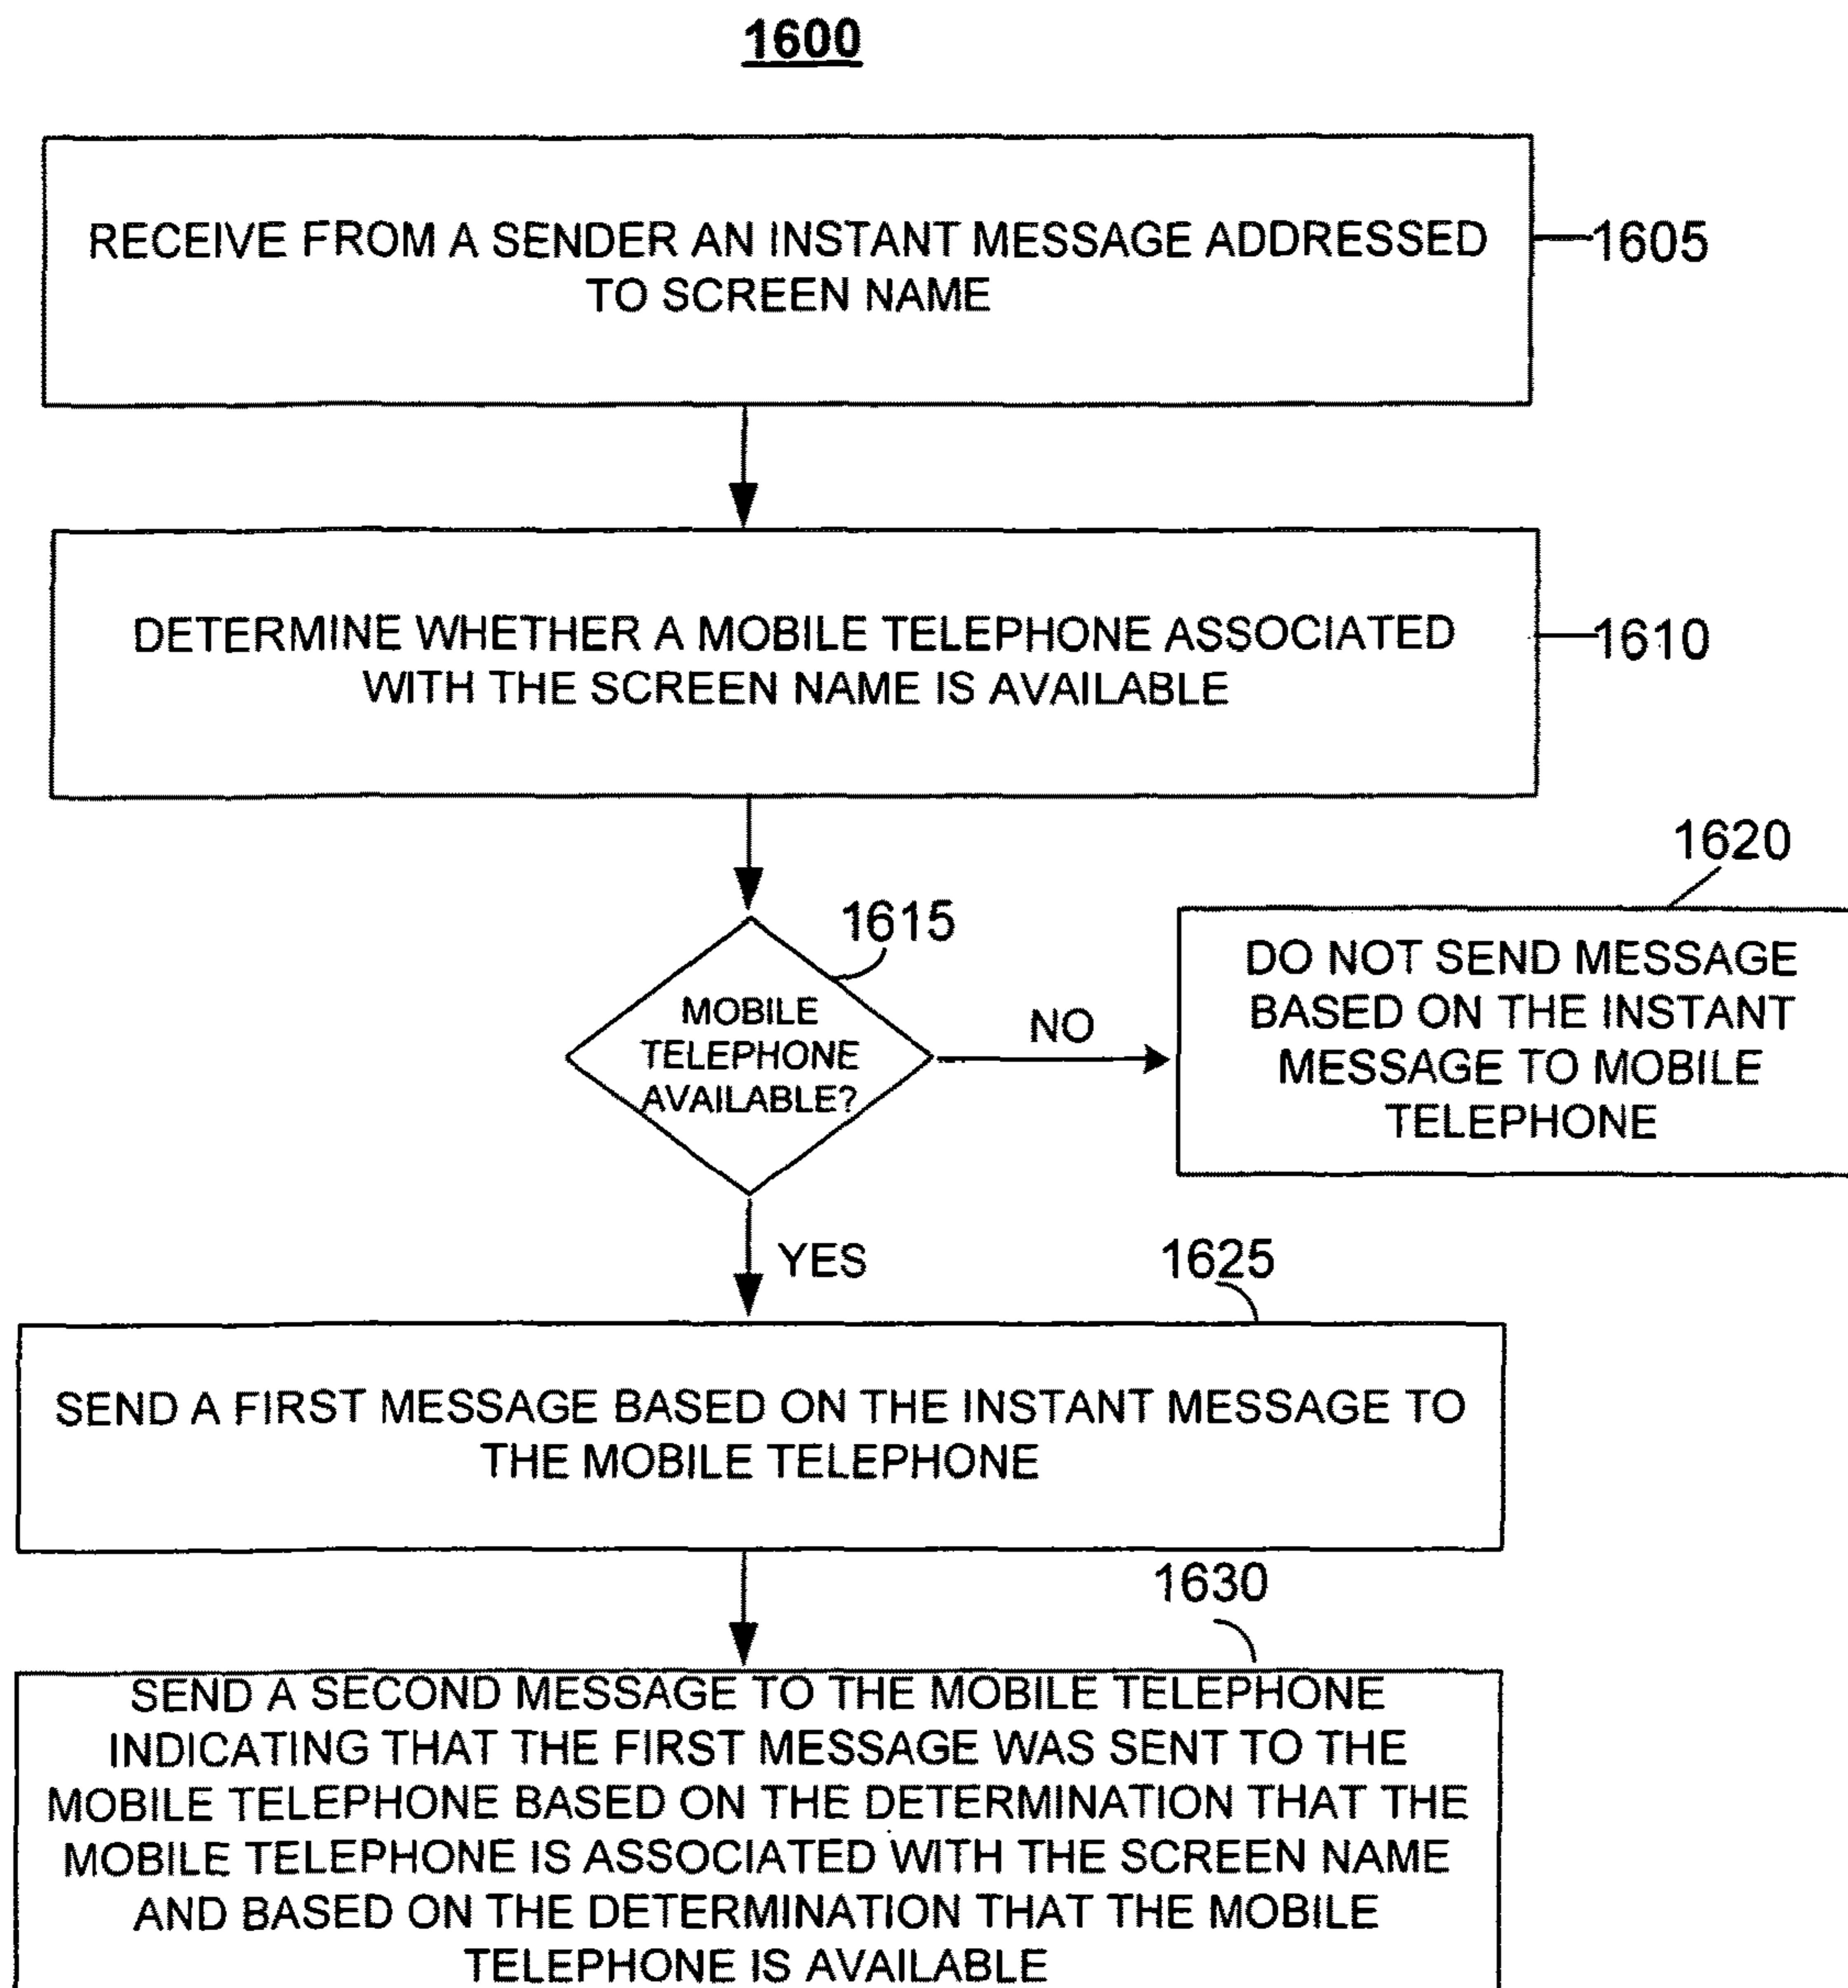 1600
RECEIVE FROM A SENDER AN INSTANT MESSAGE ADDRESSED
TO SCREEN NAME
1605
DETERMINE WHETHER A MOBILE TELEPHONE ASSOCIATED
WITH THE SCREEN NAME IS AVAILABLE
1610
1615
MOBILE
TELEPHONE
AVAILABLE?
NO
1620
DO NOT SEND MESSAGE
BASED ON THE INSTANT
MESSAGE TO MOBILE
TELEPHONE
YES
1625
SEND A FIRST MESSAGE BASED ON THE INSTANT MESSAGE TO
THE MOBILE TELEPHONE
1630
SEND A SECOND MESSAGE TO THE MOBILE TELEPHONE
INDICATING THAT THE FIRST MESSAGE WAS SENT TO THE
MOBILE TELEPHONE BASED ON THE DETERMINATION THAT THE
MOBILE TELEPHONE IS ASSOCIATED WITH THE SCREEN NAME
AND BASED ON THE DETERMINATION THAT THE MOBILE
TELEPHONE IS AVAILABLE